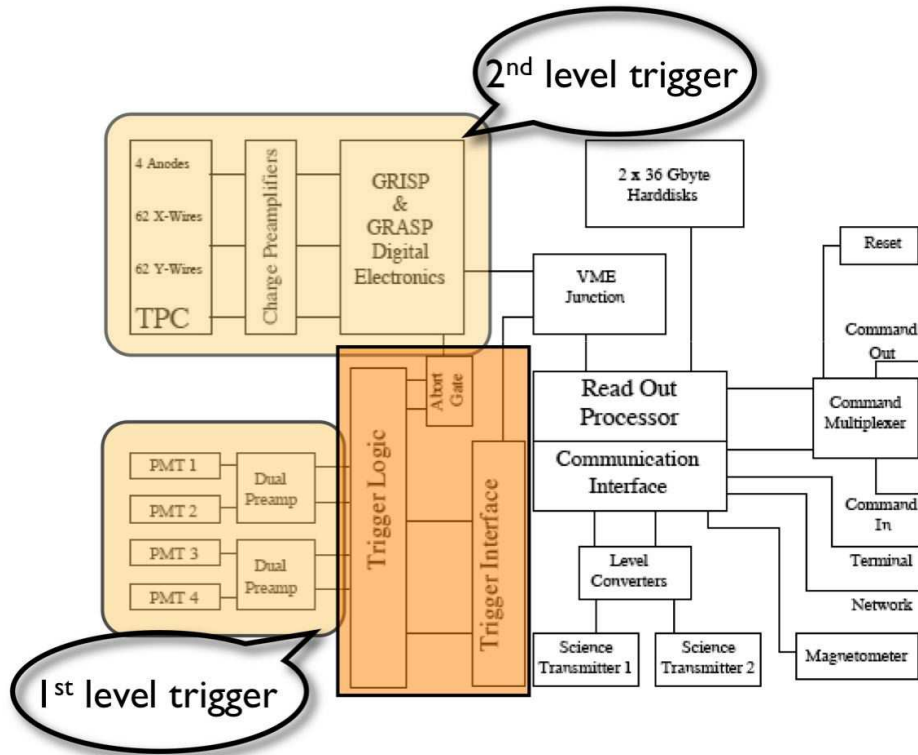 2nd level trigger
4 Anodes
62 X-Wires
62 Y-Wires
TPC
Charge Preamplifiers
GRISP
&
GRASP
Digital
Electronics
2 x 36 Gbyte
Harddisks
Reset
VME
Junction
Command
Out
Abort
Gate
Read Out
Processor
Command
Multiplexer
PMT 1
PMT 2
PMT 3
PMT 4
Dual
Preamp
Dual
Preamp
Trigger Logic
Trigger Interface
Communication
Interface
Command
In
Level
Converters
Terminal
Network
Science
Transmitter 1
Science
Transmitter 2
Magnetometer
1st level trigger